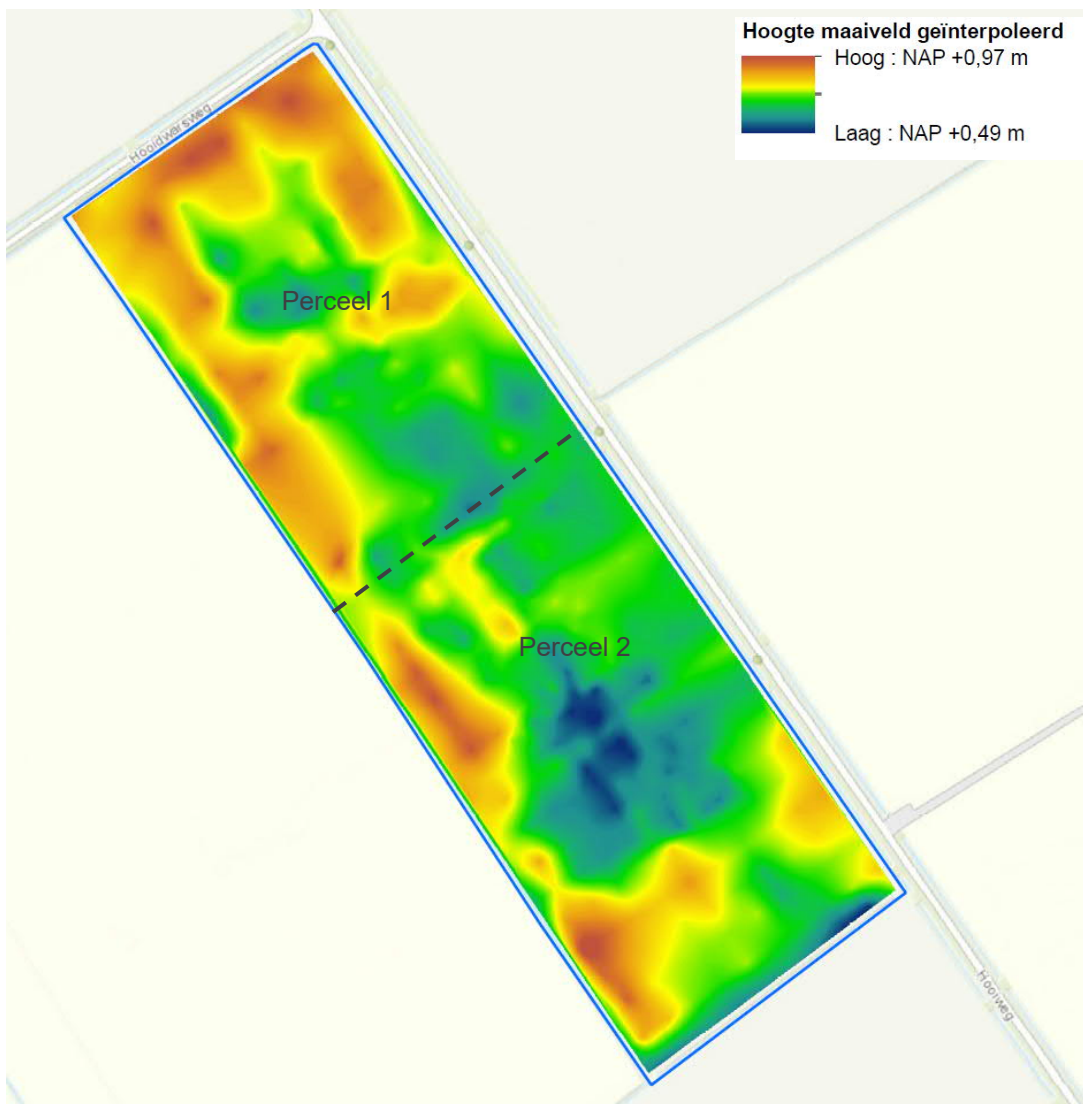 Hoogte maaiveld geïnterpoleerd
Hoog : NAP +0,97 m
Laag : NAP +0,49 m
Hooidwarsweg
Perceel 1
Perceel 2
Hooiweg